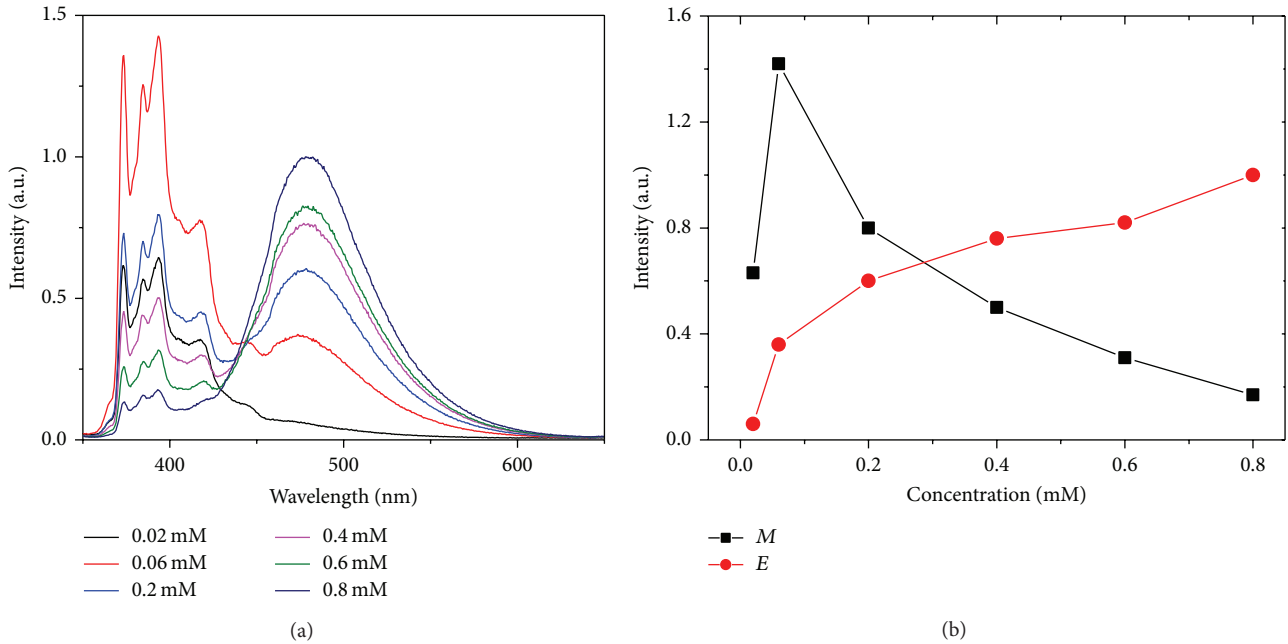 1.5
1.0
0.5
0.0
Intensity (a.u.)
400
500
600
Wavelength (nm)
0.02 mM
0.06 mM
0.2 mM
0.4 mM
0.6 mM
0.8 mM
(a)
1.6
1.2
0.8
0.4
0.0
Intensity (a.u.)
0.0
0.2
0.4
0.6
0.8
Concentration (mM)
M
E
(b)